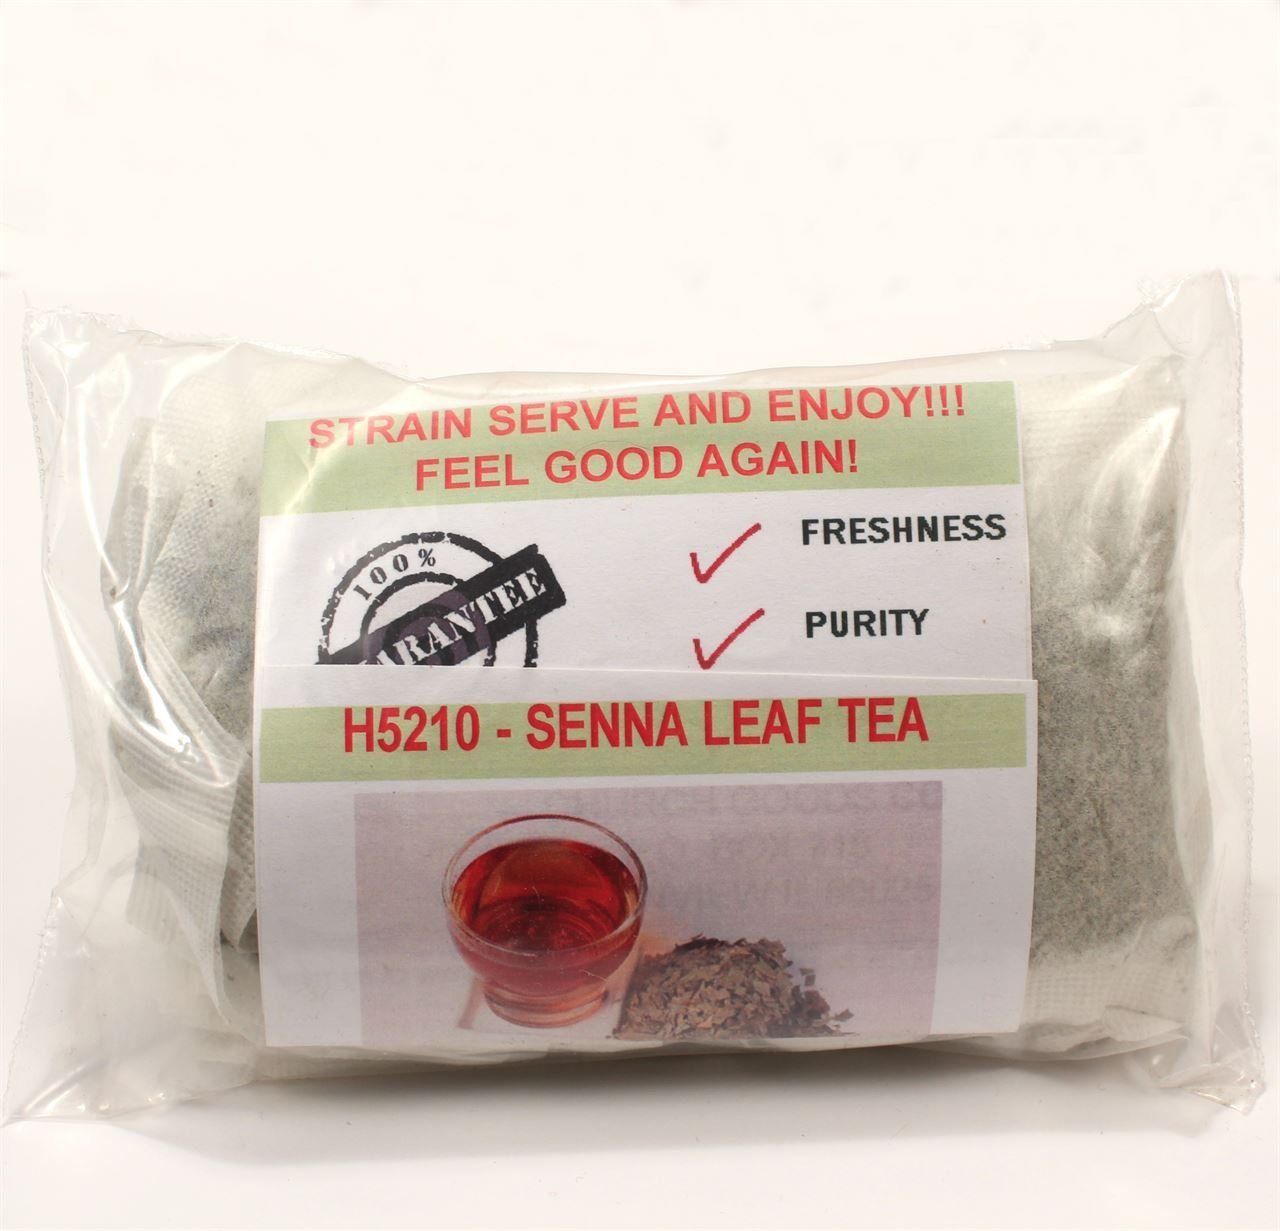 STRAIN SERVE AND ENJOY!!!
FEEL GOOD AGAIN!
100%
FRESHNESS
PURITY
H5210 - SENNA LEAF TEA